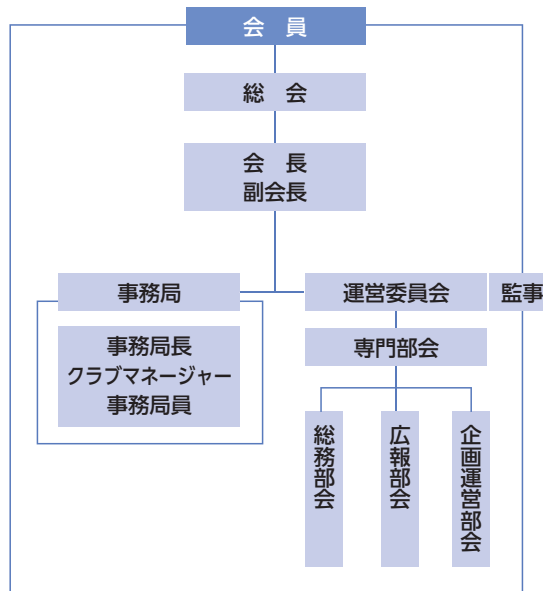 会　員
総　会
会　長
副会長
事務局
運営委員会
監事
事務局長
クラブマネージャー
事務局員
専門部会
総務部会
広報部会
企画運営部会